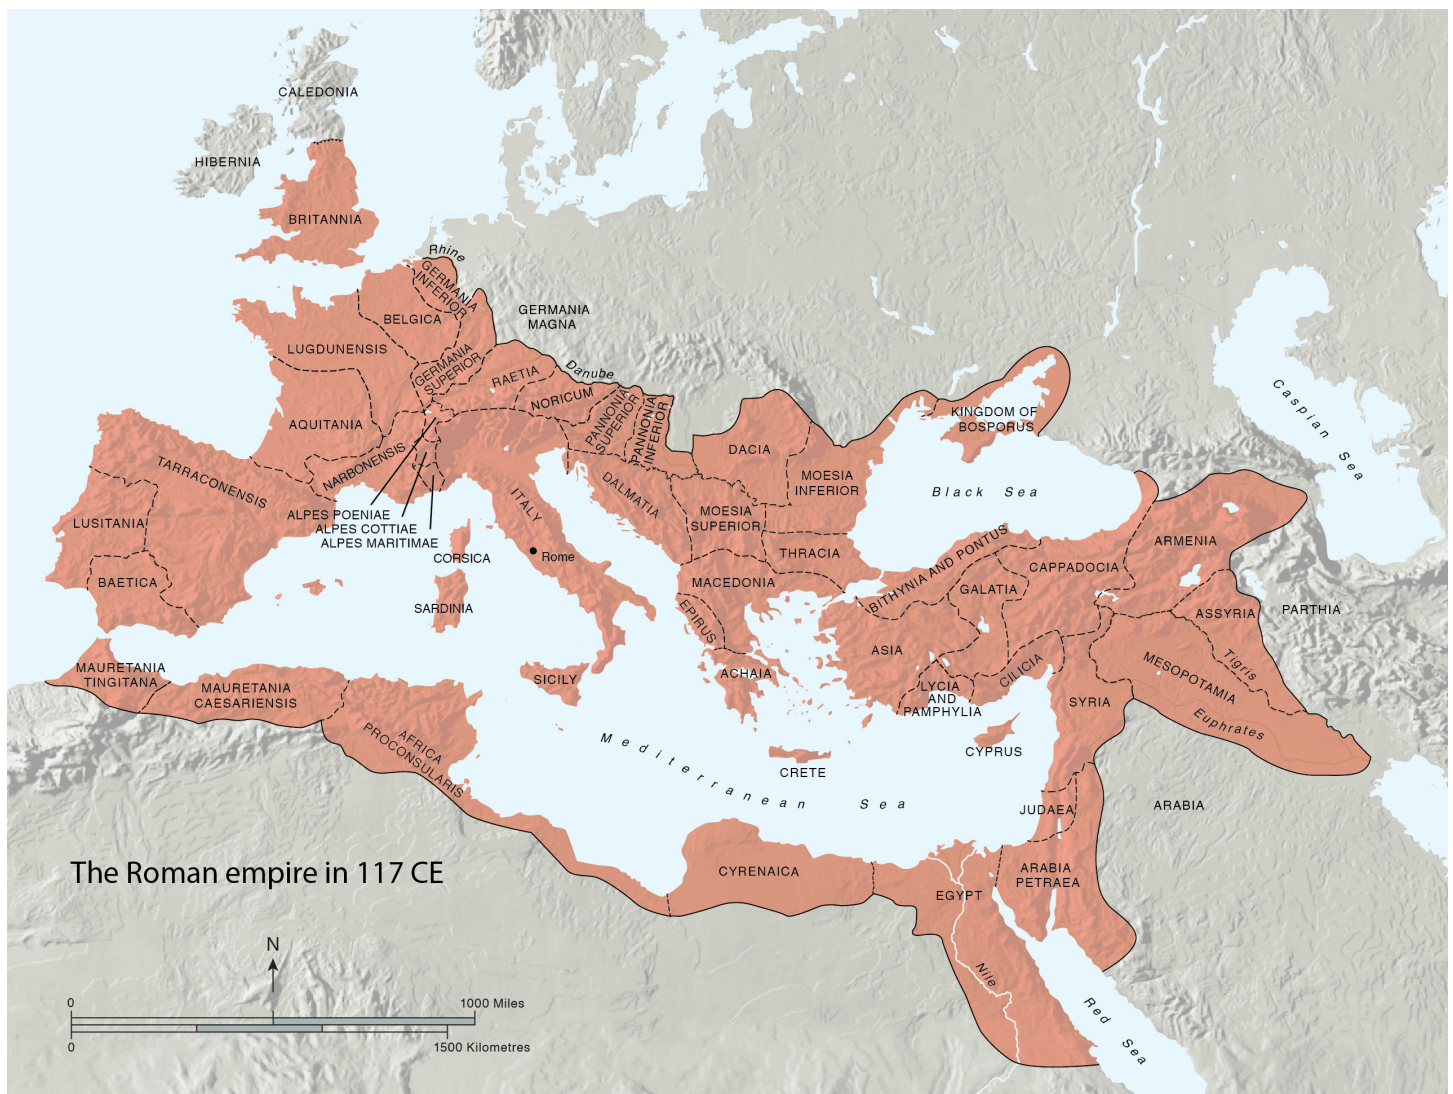 CALEDONIA
HIBERNIA
BRITANNIA
Rhine
GERMANIA
INFERIOR
GERMANIA
MAGNA
BELGICA
LUGDUNENSIS
GERMANIA
SUPERIOR
RAETIA
Danube
NORICUM
PANNONIA
SUPERIOR
PANNONIA
INFERIOR
AQUITANIA
NARBONENSIS
KINGDOM OF
BOSPORUS
Caspian Sea
DACIA
MOESIA
INFERIOR
Black Sea
TARRACONENSIS
LUSITANIA
BAETICA
ALPES POENIAE
ALPES COTTIAE
ALPES MARITIMAE
ITALY
DALMATIA
MOESIA
SUPERIOR
THRACIA
Rome
CORSICA
SARDINIA
MACEDONIA
EPIRUS
ACHAIA
BITHYNIA AND PONTUS
GALATIA
CAPPADOCIA
ARMENIA
ASSYRIA
PARTHIA
ASIA
LYCIA
AND
PAMPHYLIA
CILICIA
MESOPOTAMIA
Tigris
Euphrates
SYRIA
MAURETANIA
TINGITANA
MAURETANIA
CAESARIENSIS
AFRICA
PROCONSULARIS
SICILY
Mediterranean Sea
CRETE
CYPRUS
JUDAEA
ARABIA
ARABIA
PETRAEA
CYRENAICA
EGYPT
Nile
Red Sea
The Roman empire in 117 CE
N
0
1000 Miles
0
1500 Kilometres